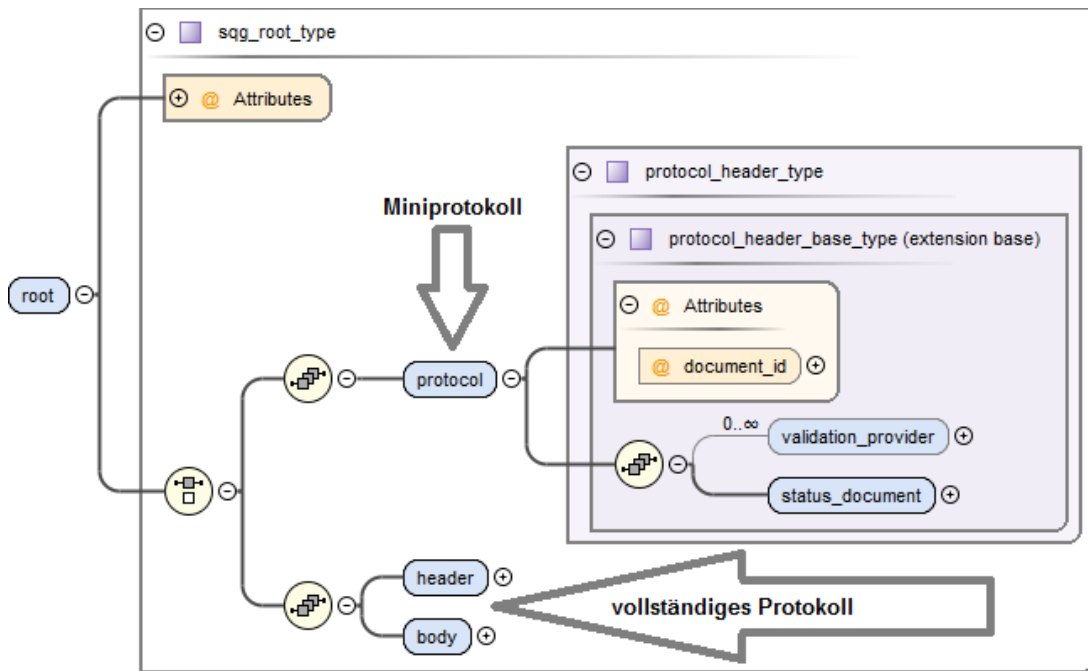 sqg_root_type
@ Attributes
protocol_header_type
Miniprotokoll
protocol_header_base_type (extension base)
root
@ Attributes
@ document_id
protocol
0..∞
validation_provider
status_document
header
vollständiges Protokoll
body